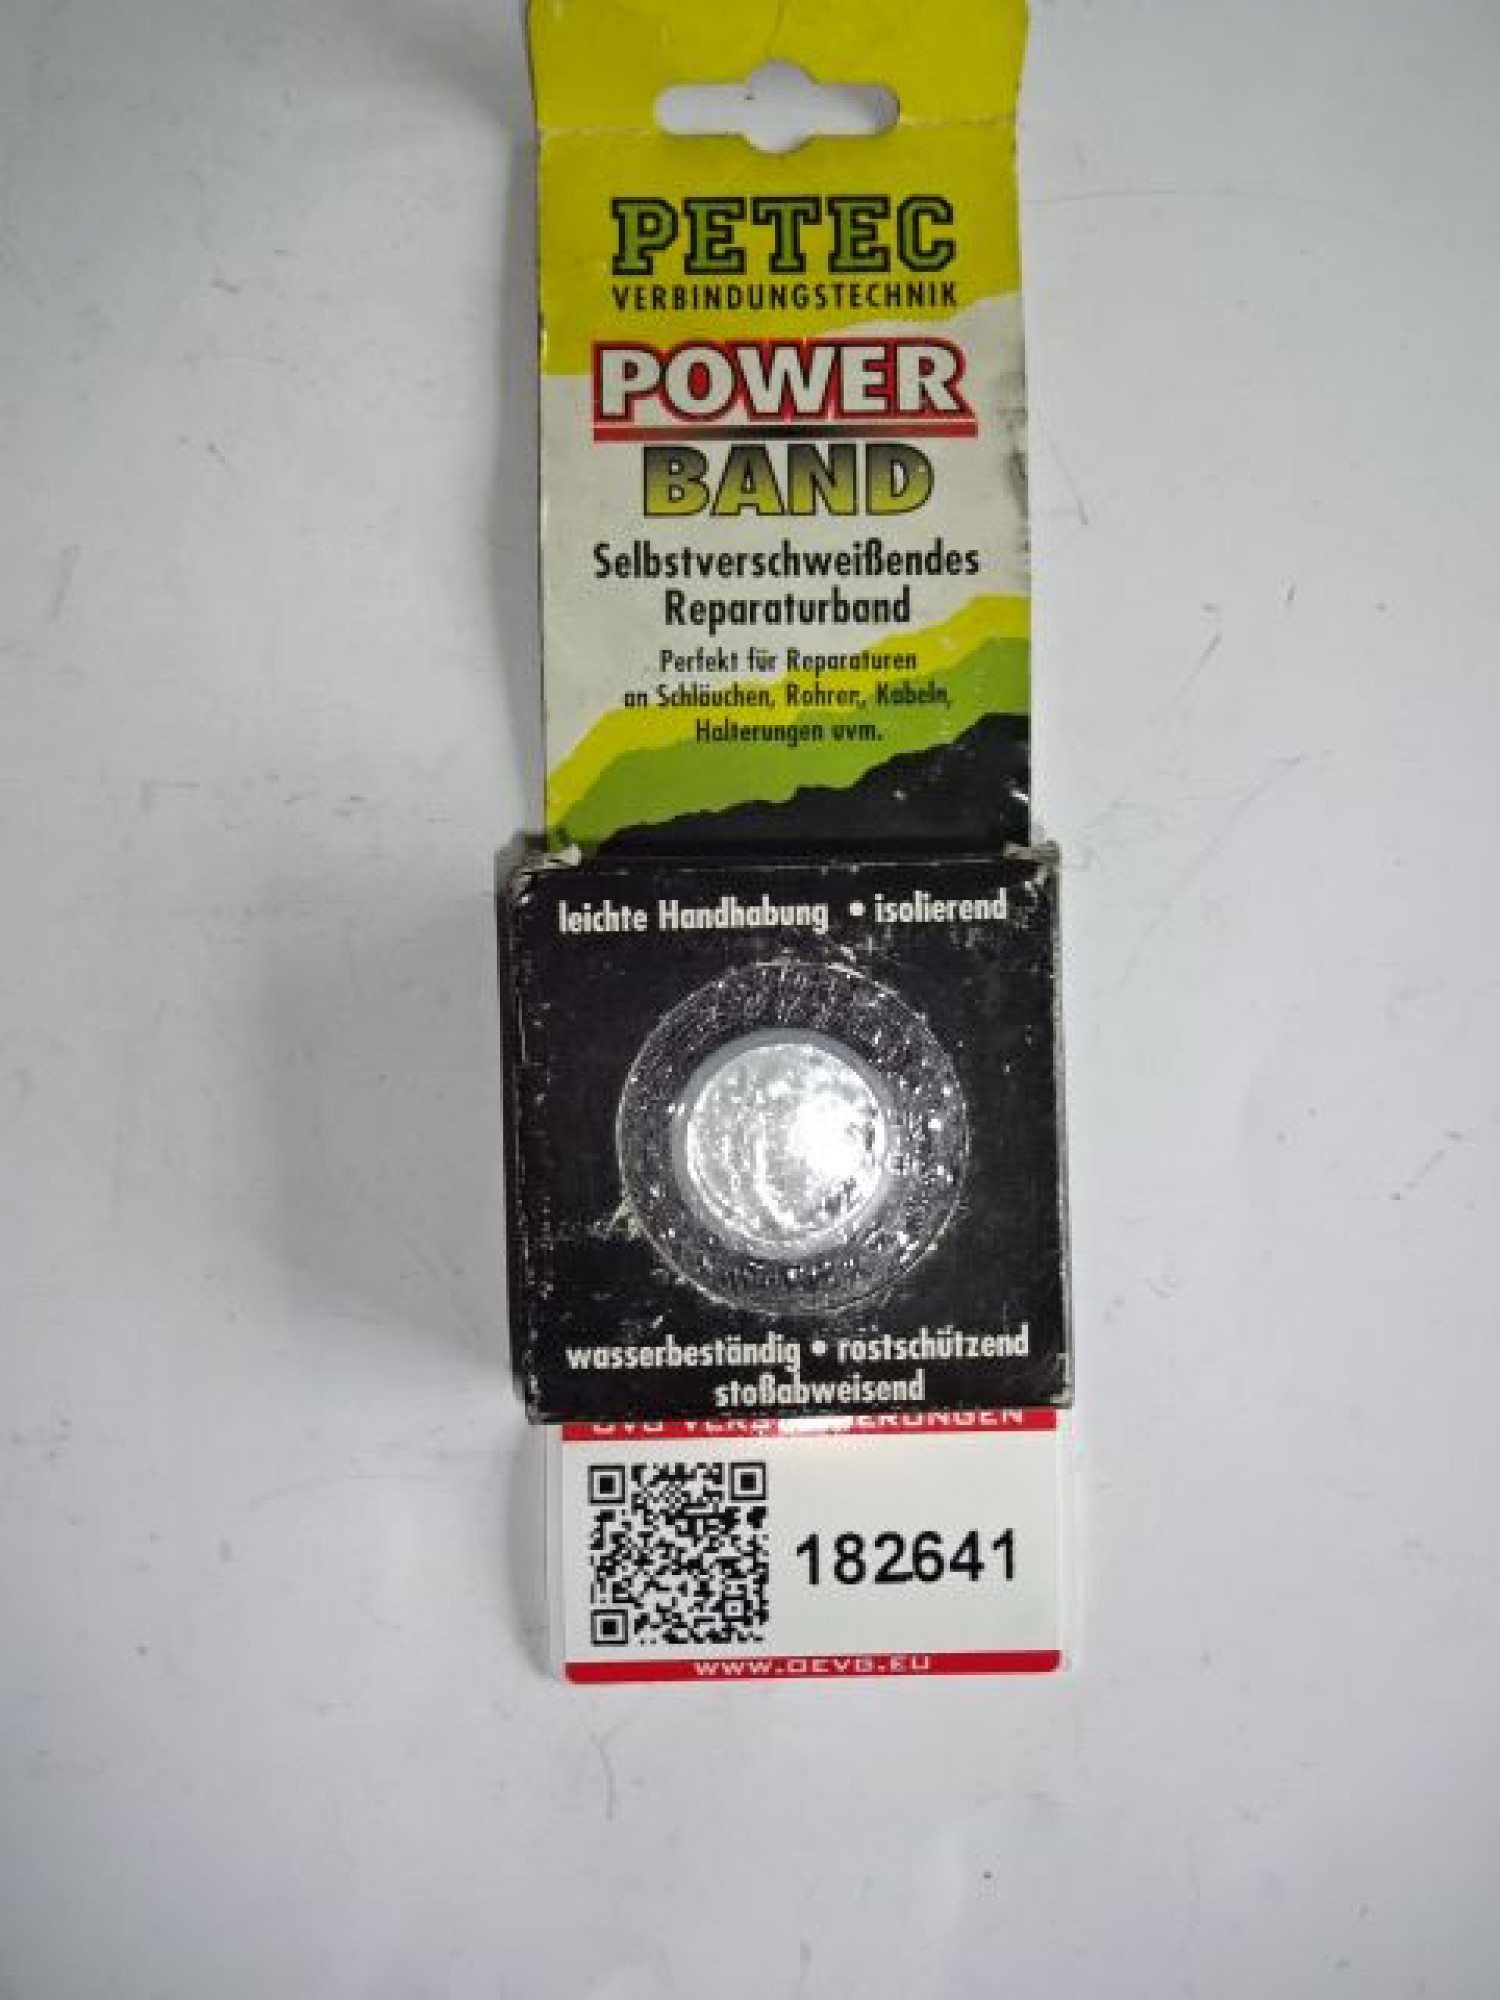 PETEC
VERBINDUNGSTECHNIK
POWER
BAND
Selbstverschweißendes
Reparaturband
Perfekt für Reparaturen
an Schläuchen, Rohren, Kabeln,
Halterungen uvm.
leichte Handhabung • isolierend
wasserbeständig • rostschützend
stoßabweisend
182641
www.oevg.eu